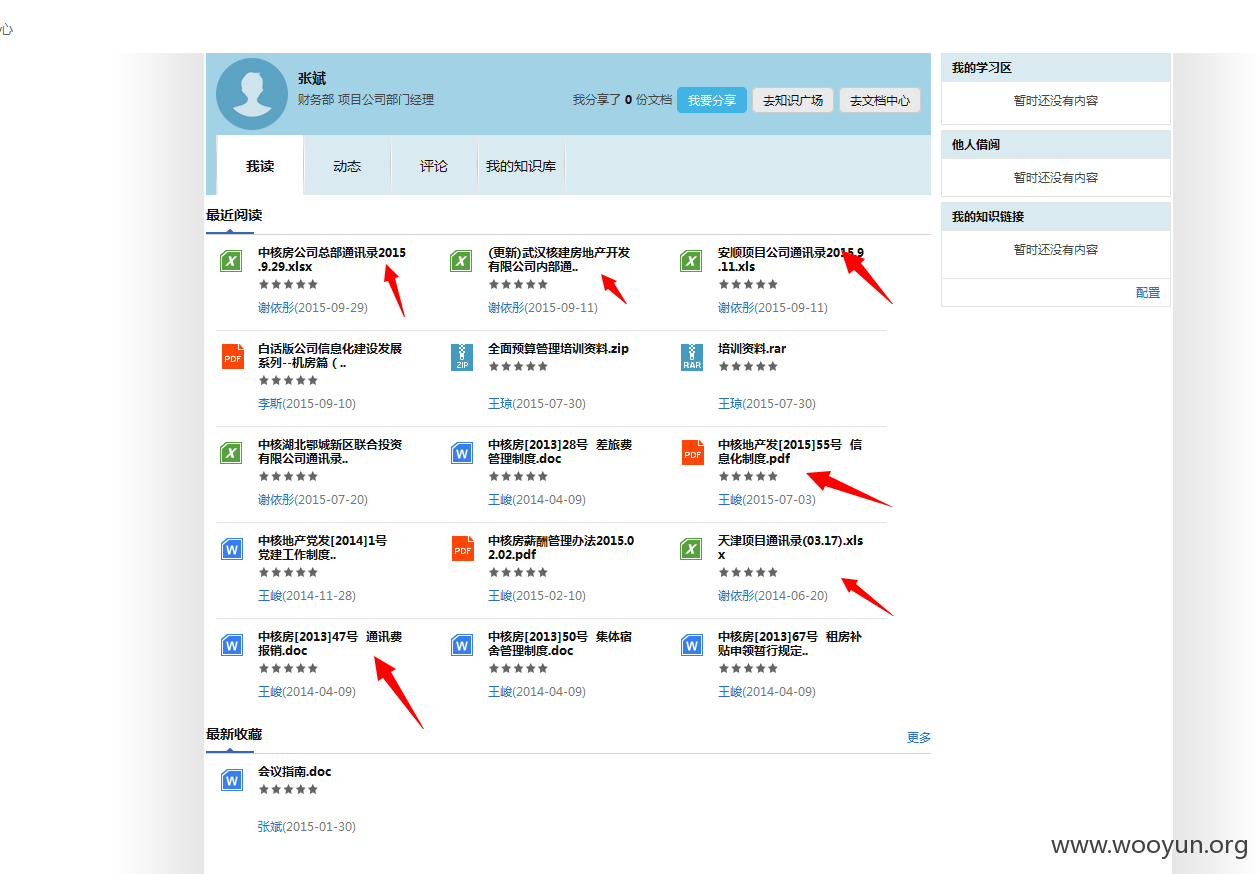 心
张斌
财务部 项目公司部门经理
我分享了 0 份文档
我要分享
去知识广场
去文档中心
我读
动态
评论
我的知识库
最近阅读
中核房公司总部通讯录2015
.9.29.xlsx
谢依彤(2015-09-29)
(更新)武汉核建房地产开发
有限公司内部通..
谢依彤(2015-09-11)
安顺项目公司通讯录2015.9
.11.xls
谢依彤(2015-09-11)
PDF
白话版公司信息化建设发展
系列--机房篇（..
李斯(2015-09-10)
ZIP
全面预算管理培训资料.zip
王琼(2015-07-30)
RAR
培训资料.rar
王琼(2015-07-30)
中核湖北鄂城新区联合投资
有限公司通讯录..
谢依彤(2015-07-20)
W
中核房[2013]28号 差旅费
管理制度.doc
王峻(2014-04-09)
PDF
中核地产发[2015]55号 信
息化制度.pdf
王峻(2015-07-03)
W
中核地产党发[2014]1号
党建工作制度..
王峻(2014-11-28)
PDF
中核房薪酬管理办法2015.0
2.02.pdf
王峻(2015-02-10)
天津项目通讯录(03.17).xls
x
谢依彤(2014-06-20)
W
中核房[2013]47号 通讯费
报销.doc
王峻(2014-04-09)
W
中核房[2013]50号 集体宿
舍管理制度.doc
王峻(2014-04-09)
W
中核房[2013]67号 租房补
贴申领暂行规定..
王峻(2014-04-09)
最新收藏
更多
W
会议指南.doc
张斌(2015-01-30)
我的学习区
暂时还没有内容
他人借阅
暂时还没有内容
我的知识链接
暂时还没有内容
配置
www.wooyun.org